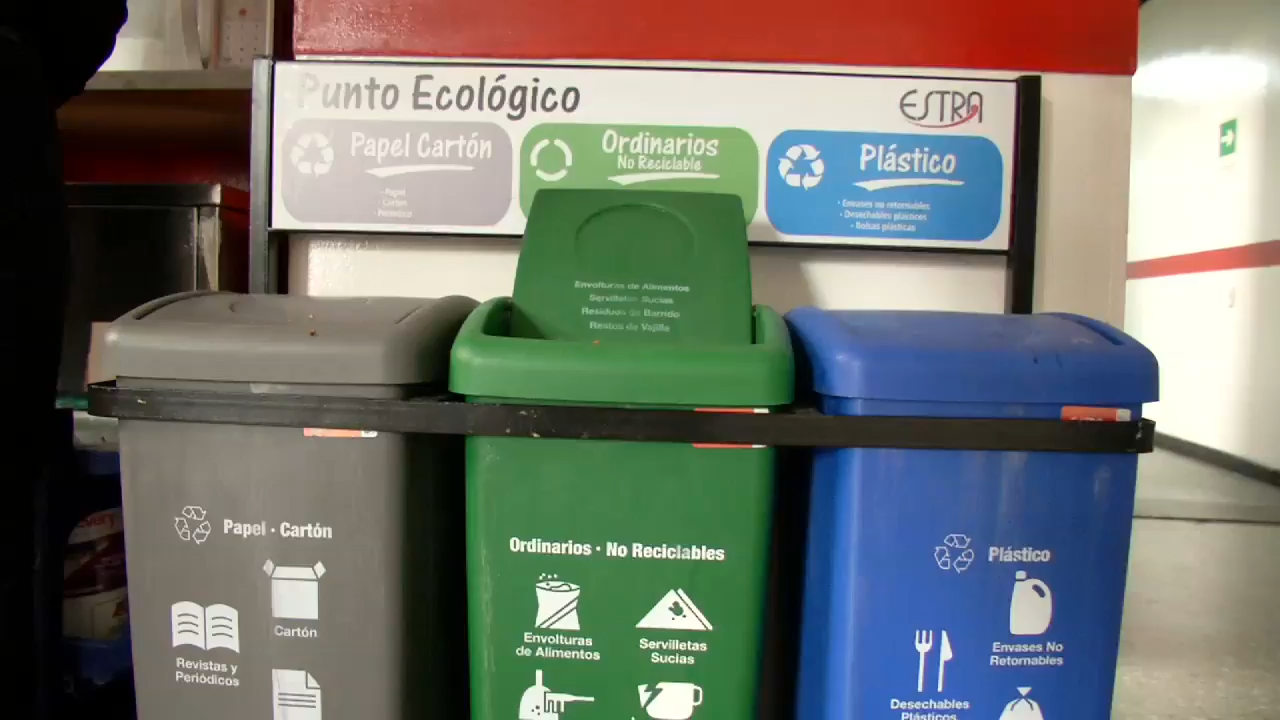 Punto Ecológico
ESTRA
Papel Cartón
· Papel
· Cartón
· Periódico
Ordinarios
No Reciclable
Plástico
· Envases no retornables
· Desechables plásticos
· Bolsas plásticas
Envolturas de Alimentos
Servilletas Sucias
Residuos de Barrido
Restos de Vajilla
Papel · Cartón
Cartón
Revistas y
Periódicos
Ordinarios · No Reciclables
Envolturas
de Alimentos
Servilletas
Sucias
Plástico
Envases No
Retornables
Desechables
Plásticos